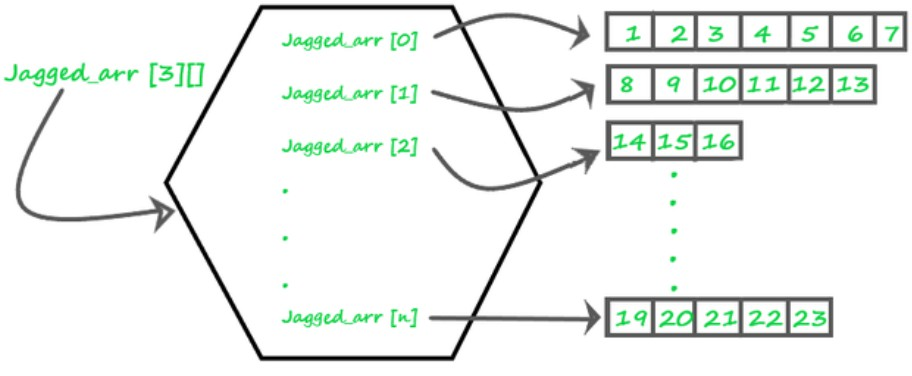 Jagged_arr [3][]
Jagged_arr [0]
1 2 3 4 5 6 7
Jagged_arr [1]
8 9 10 11 12 13
Jagged_arr [2]
14 15 16
.
.
.
.
.
.
.
.
Jagged_arr [n]
19 20 21 22 23